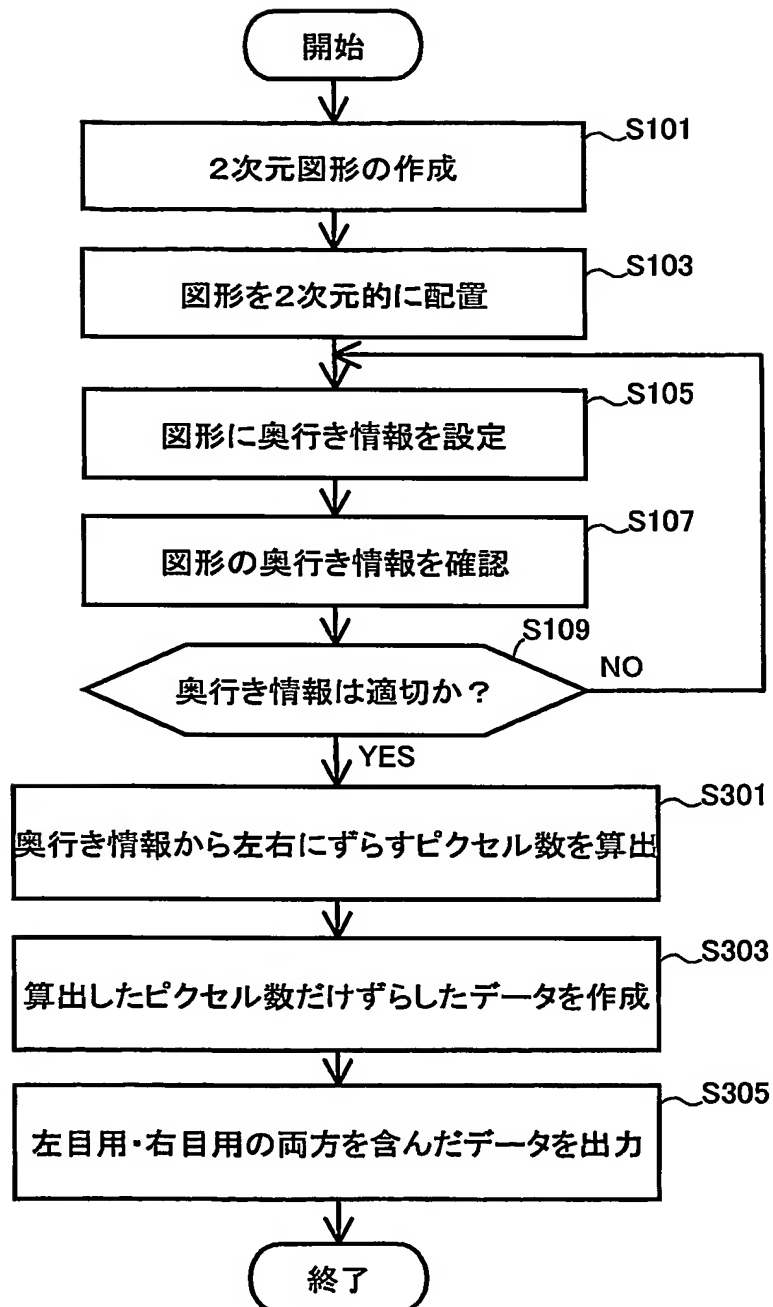 開始
S101
2次元図形の作成
S103
図形を2次元的に配置
S105
図形に奥行き情報を設定
S107
図形の奥行き情報を確認
S109
奥行き情報は適切か?
NO
YES
S301
奥行き情報から左右にずらすピクセル数を算出
S303
算出したピクセル数だけずらしたデータを作成
S305
左目用・右目用の両方を含んだデータを出力
終了